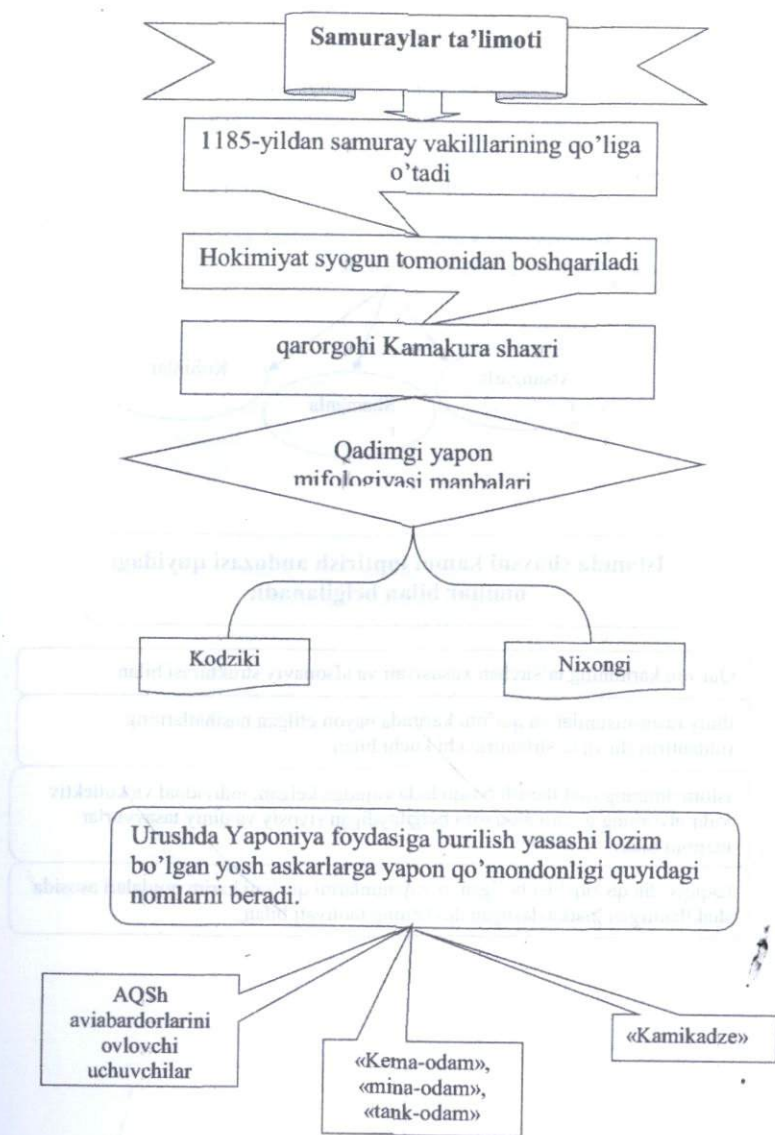 Samuraylar ta’limoti
1185-yildan samuray vakilllarining qo’liga
o’tadi
Hokimiyat syogun tomonidan boshqariladi
qarorgohi Kamakura shaxri
Qadimgi yapon
mifologiyasi manbalari
Kodziki
Nixongi
Urushda Yaponiya foydasiga burilish yasashi lozim
bo’lgan yosh askarlarga yapon qo’mondonligi quyidagi
nomlarni beradi.
AQSh
aviabardorlarini
ovlovchi
uchuvchilar
«Kema-odam»,
«mina-odam»,
«tank-odam»
«Kamikadze»